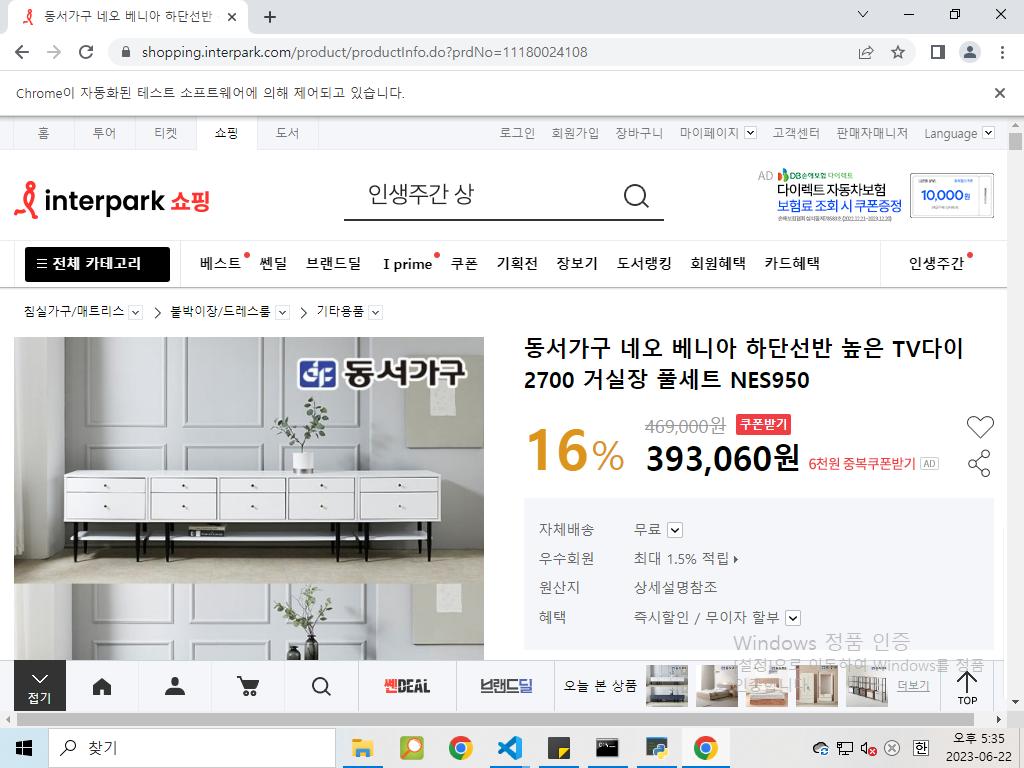 동서가구 네오 베니아 하단선반
shopping.interpark.com/product/productInfo.do?prdNo=11180024108
Chrome이 자동화된 테스트 소프트웨어에 의해 제어되고 있습니다.
홈 투어 티켓 쇼핑 도서 로그인 회원가입 장바구니 마이페이지 고객센터 판매자매니저 Language
interpark 쇼핑
인생주간 상
AD DB손해보험 다이렉트
다이렉트 자동차보험
보험료 조회 시 쿠폰증정
10,000원
전체 카테고리 베스트 쎈딜 브랜드딜 I prime 쿠폰 기획전 장보기 도서랭킹 회원혜택 카드혜택 인생주간
침실가구/매트리스 붙박이장/드레스룸 기타용품
동서가구
동서가구 네오 베니아 하단선반 높은 TV다이
2700 거실장 풀세트 NES950
16%
469,000원 쿠폰받기
393,060원 6천원 중복쿠폰받기 AD
자체배송 무료
우수회원 최대 1.5% 적립
원산지 상세설명참조
혜택 즉시할인 / 무이자 할부
Windows 정품 인증
[설정]으로 이동하여 Windows를 정품
인증합니다.
접기
쎈DEAL 브랜드딜 오늘 본 상품 더보기
TOP
찾기
한
오후 5:35
2023-06-22